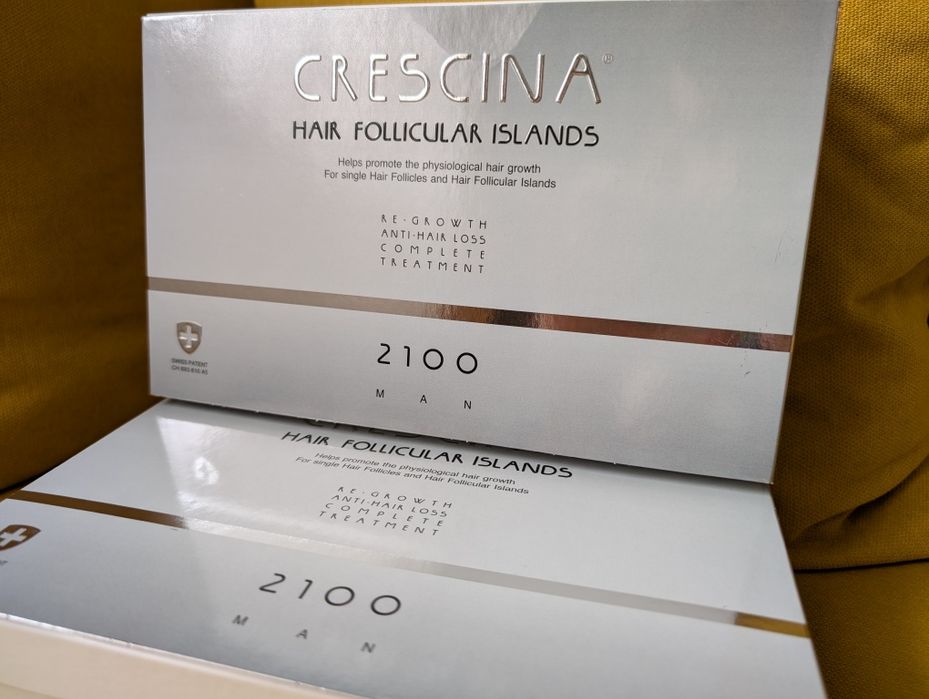 CRESCINA®
HAIR FOLLICULAR ISLANDS
Helps promote the physiological hair growth
For single Hair Follicles and Hair Follicular Islands
RE-GROWTH
ANTI-HAIR LOSS
COMPLETE
TREATMENT
SWISS PATENT
2100
MAN
HAIR FOLLICULAR ISLANDS
Helps promote the physiological hair growth
For single Hair Follicles and Hair Follicular Islands
RE-GROWTH
ANTI-HAIR LOSS
COMPLETE
TREATMENT
2100
MAN